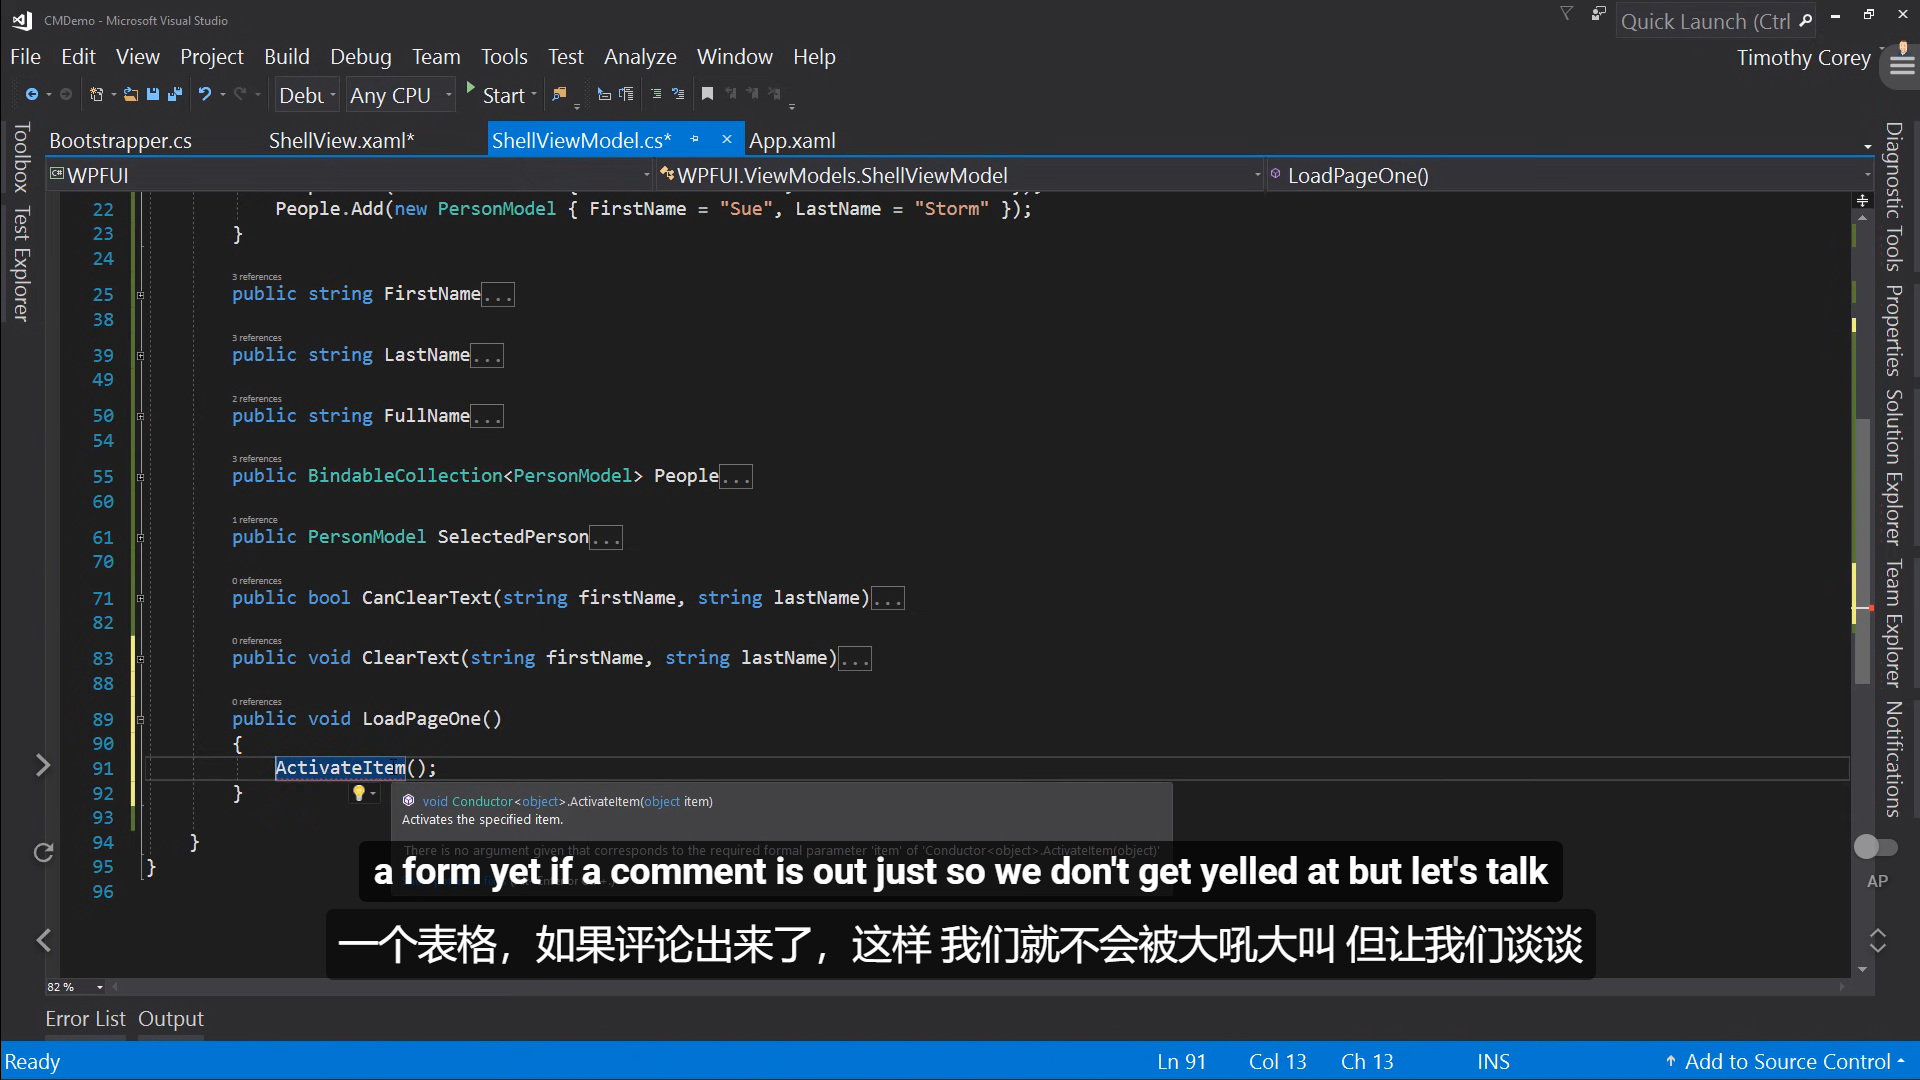 CMDemo - Microsoft Visual Studio
Quick Launch (Ctrl
File Edit View Project Build Debug Team Tools Test Analyze Window Help
Timothy Corey
Any CPU Start
Bootstrapper.cs ShellView.xaml* ShellViewModel.cs* App.xaml
WPFUI WPFUI.ViewModels.ShellViewModel LoadPageOne()
Toolbox
Test Explorer
22 People.Add(new PersonModel { FirstName = "Sue", LastName = "Storm" });
23 }
24
3 references
25 public string FirstName...
38
3 references
39 public string LastName...
49
2 references
50 public string FullName...
54
3 references
55 public BindableCollection<PersonModel> People...
60
1 reference
61 public PersonModel SelectedPerson...
70
0 references
71 public bool CanClearText(string firstName, string lastName)...
82
0 references
83 public void ClearText(string firstName, string lastName)...
88
0 references
89 public void LoadPageOne()
90 {
91 ActivateItem();
92 }
void Conductor<object>.ActivateItem(object item)
Activates the specified item.
There is no argument given that corresponds to the required formal parameter 'item' of 'Conductor<object>.ActivateItem(object)'
93
94 }
95 }
96
a form yet if a comment is out just so we don't get yelled at but let's talk
一个表格，如果评论出来了，这样 我们就不会被大吼大叫 但让我们谈谈
Diagnostic Tools
Properties
Solution Explorer
Team Explorer
Notifications
AP
82 %
Error List Output
Ready Ln 91 Col 13 Ch 13 INS Add to Source Control